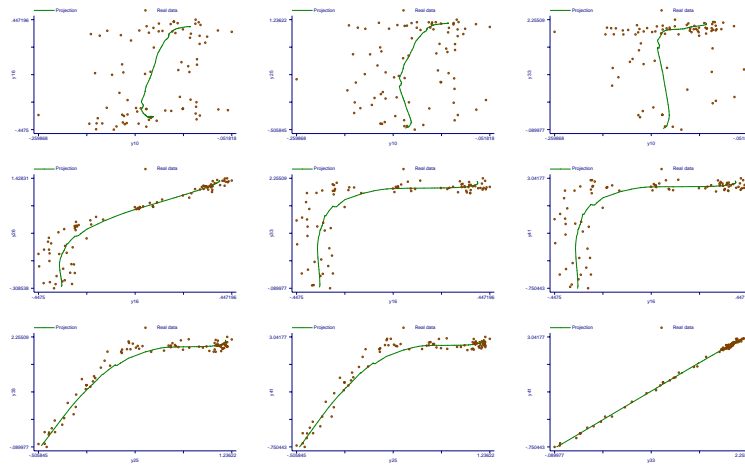 Projection Real data Projection Real data Projection Real data
.447196 1.23622 2.25509
y16 y25 y33
-.4475 -.505845 -.089977
-.259868 -.051818 -.259868 -.051818 -.259868 -.051818
y10 y10 y10
Projection Real data Projection Real data Projection Real data
1.42831 2.25509 3.04177
y33 y41
-.308538 -.089977 -.750443
-.4475 .447196 -.4475 .447196 -.4475 .447196
y16 y16 y16
Projection Real data Projection Real data Projection Real data
2.25509 3.04177 3.04177
y33 y41 y41
-.089977 -.750443 -.750443
-.505845 1.23622 -.505845 1.23622 -.089977 2.25
y25 y25 y33